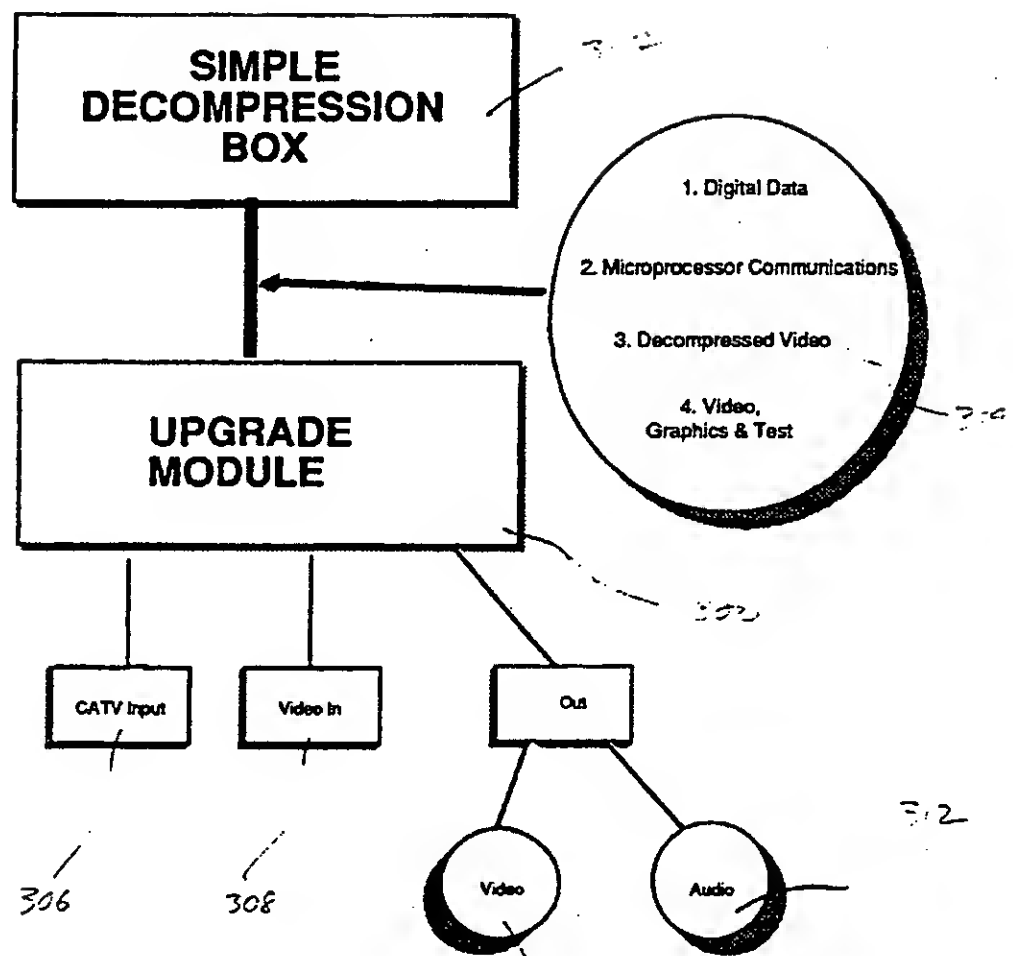 SIMPLE
DECOMPRESSION
BOX
1. Digital Data
2. Microprocessor Communications
3. Decompressed Video
4. Video,
Graphics & Test
UPGRADE
MODULE
CATV Input
Video In
Out
312
306
308
Video
Audio